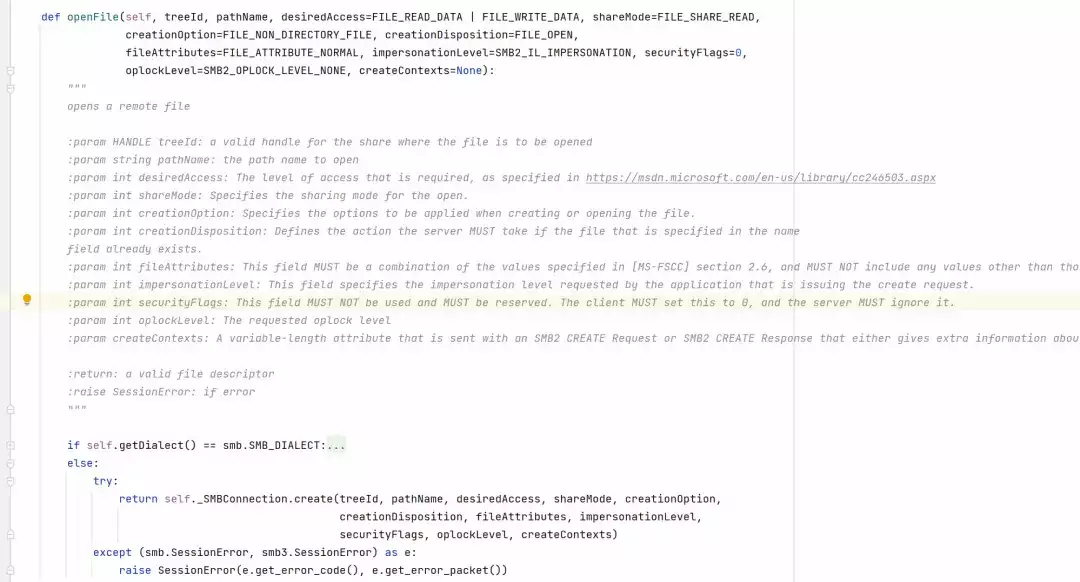 def openFile(self, treeId, pathName, desiredAccess=FILE_READ_DATA | FILE_WRITE_DATA, shareMode=FILE_SHARE_READ,
creationOption=FILE_NON_DIRECTORY_FILE, creationDisposition=FILE_OPEN,
fileAttributes=FILE_ATTRIBUTE_NORMAL, impersonationLevel=SMB2_IL_IMPERSONATION, securityFlags=0,
oplockLevel=SMB2_OPLOCK_LEVEL_NONE, createContexts=None):
"""
opens a remote file
:param HANDLE treeId: a valid handle for the share where the file is to be opened
:param string pathName: the path name to open
:param int desiredAccess: The level of access that is required, as specified in https://msdn.microsoft.com/en-us/library/cc246503.aspx
:param int shareMode: Specifies the sharing mode for the open.
:param int creationOption: Specifies the options to be applied when creating or opening the file.
:param int creationDisposition: Defines the action the server MUST take if the file that is specified in the name
field already exists.
:param int fileAttributes: This field MUST be a combination of the values specified in [MS-FSCC] section 2.6, and MUST NOT include any values other than tho
:param int impersonationLevel: This field specifies the impersonation level requested by the application that is issuing the create request.
:param int securityFlags: This field MUST NOT be used and MUST be reserved. The client MUST set this to 0, and the server MUST ignore it.
:param int oplockLevel: The requested oplock level
:param createContexts: A variable-length attribute that is sent with an SMB2 CREATE Request or SMB2 CREATE Response that either gives extra information abou
:return: a valid file descriptor
:raise SessionError: if error
"""
if self.getDialect() == smb.SMB_DIALECT:...
else:
try:
return self._SMBConnection.create(treeId, pathName, desiredAccess, shareMode, creationOption,
creationDisposition, fileAttributes, impersonationLevel,
securityFlags, oplockLevel, createContexts)
except (smb.SessionError, smb3.SessionError) as e:
raise SessionError(e.get_error_code(), e.get_error_packet())